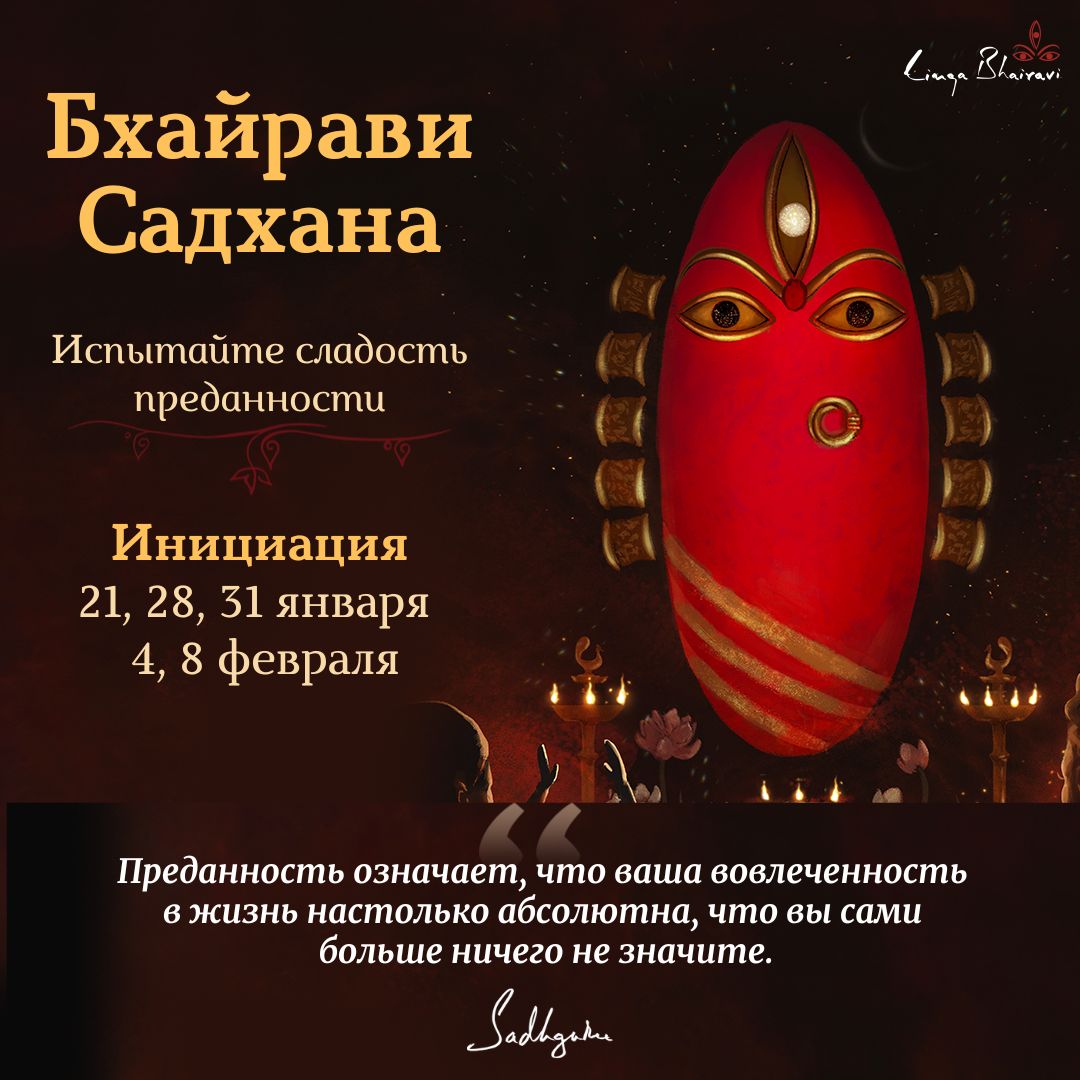 Linga Bhairavi
Бхайрави
Садхана
Испытайте сладость
преданности
Инициация
21, 28, 31 января
4, 8 февраля
“
Преданность означает, что ваша вовлеченность
в жизнь настолько абсолютна, что вы сами
больше ничего не значите.
Sadhguru